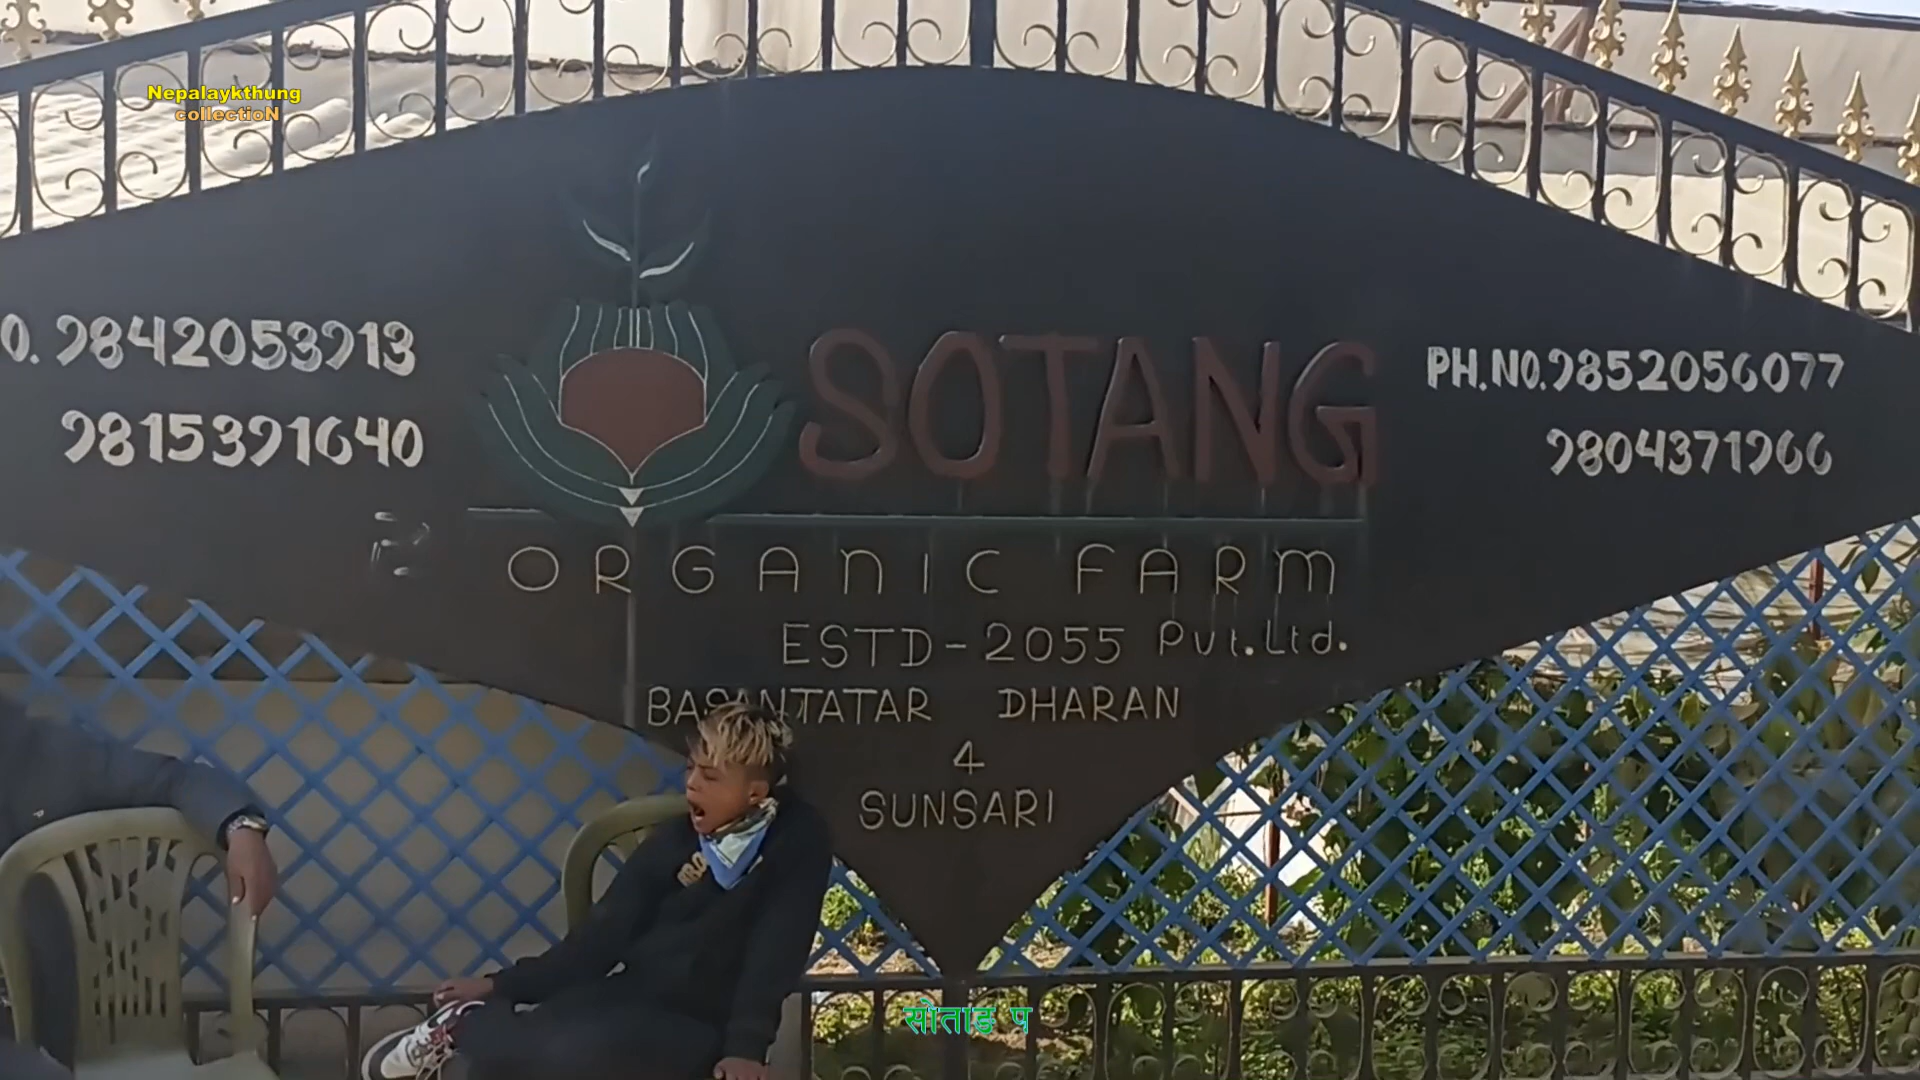 Nepalaykthung
collectioN
0. 9842053913
9815391640
SOTANG
PH.NO.9852056077
9804371966
ORGANIC FARM
ESTD-2055 Pvt.Ltd.
BASANTATAR DHARAN
4
SUNSARI
सोताङ प